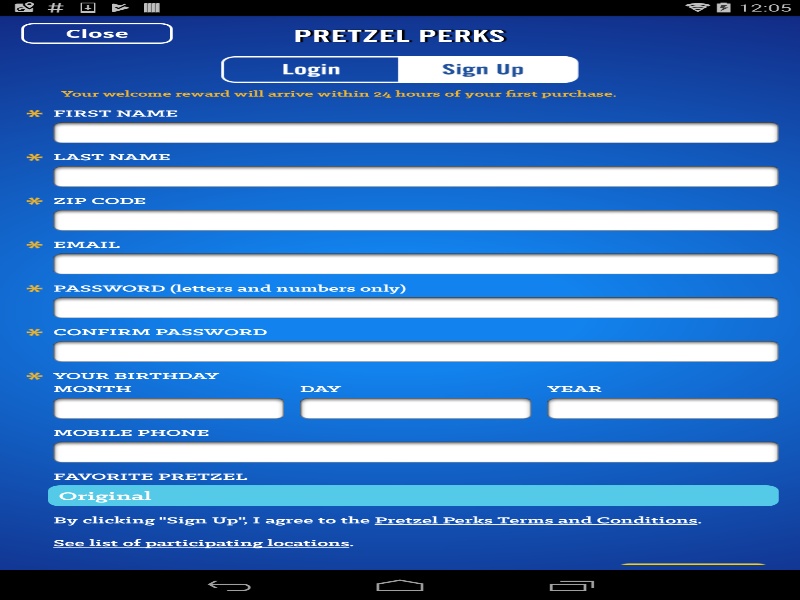 12:05
Close
PRETZEL PERKS
Login
Sign Up
Your welcome reward will arrive within 24 hours of your first purchase.
* FIRST NAME
* LAST NAME
* ZIP CODE
* EMAIL
* PASSWORD (letters and numbers only)
* CONFIRM PASSWORD
* YOUR BIRTHDAY
MONTH DAY YEAR
MOBILE PHONE
FAVORITE PRETZEL
Original
By clicking "Sign Up", I agree to the Pretzel Perks Terms and Conditions.
See list of participating locations.